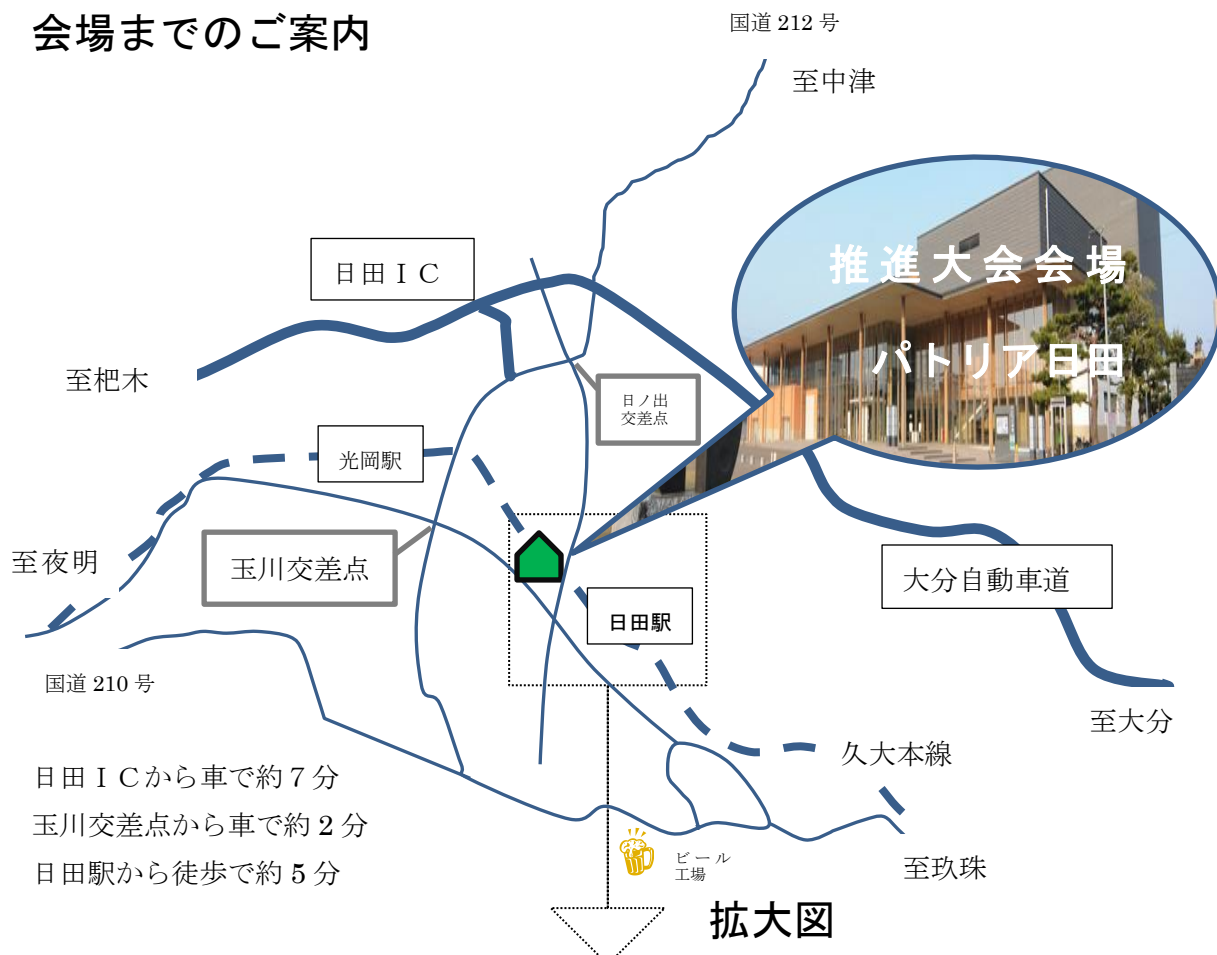 会場までのご案内
国道 212 号
至中津
推進大会会場
パトリア日田
日田ＩＣ
至杷木
日ノ出
交差点
光岡駅
至夜明
玉川交差点
大分自動車道
日田駅
国道 210 号
至大分
久大本線
日田ＩＣから車で約 7 分
玉川交差点から車で約 2 分
日田駅から徒歩で約 5 分
ビール
工場
至玖珠
拡大図